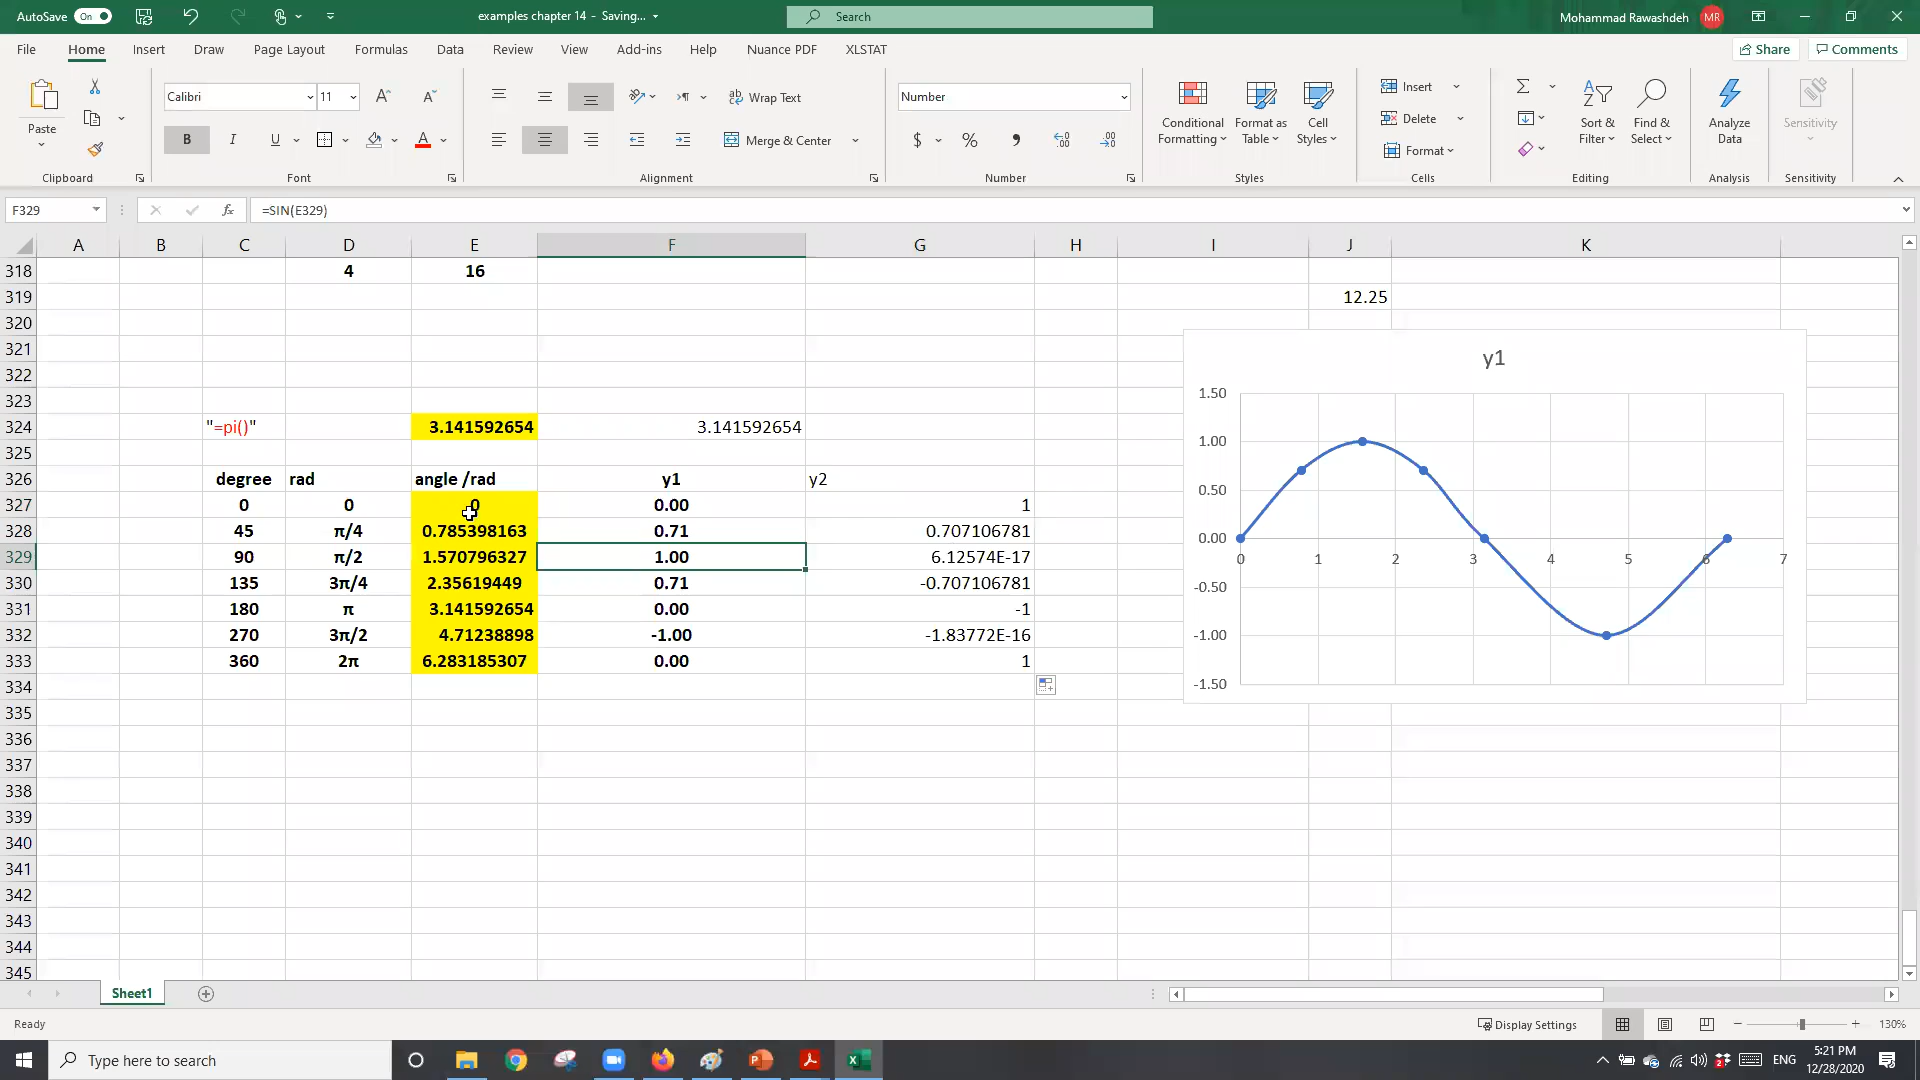 AutoSave On examples chapter 14 - Saving... Search Mohammad Rawashdeh MR
File Home Insert Draw Page Layout Formulas Data Review View Add-ins Help Nuance PDF XLSTAT Share Comments
Paste Calibri 11 Wrap Text Number Conditional Formatting Format as Table Cell Styles Insert Sort & Filter Find & Select Analyze Data Sensitivity
B I U A Merge & Center $ % Delete
Format
Clipboard Font Alignment Number Styles Cells Editing Analysis Sensitivity
F329 fx =SIN(E329)
A B C D E F G H I J K
318 4 16
319 12.25
320
321
322
323
324 "=pi()" 3.141592654 3.141592654
325
326 degree rad angle /rad y1 y2
327 0 0 0 0.00 1
328 45 π/4 0.785398163 0.71 0.707106781
329 90 π/2 1.570796327 1.00 6.12574E-17
330 135 3π/4 2.35619449 0.71 -0.707106781
331 180 π 3.141592654 0.00 -1
332 270 3π/2 4.71238898 -1.00 -1.83772E-16
333 360 2π 6.283185307 0.00 1
334
335
336
337
338
339
340
341
342
343
344
345
y1
1.50
1.00
0.50
0.00
0 1 2 3 4 5 6 7
-0.50
-1.00
-1.50
Sheet1
Ready Display Settings 130%
Type here to search ENG 5:21 PM
12/28/2020